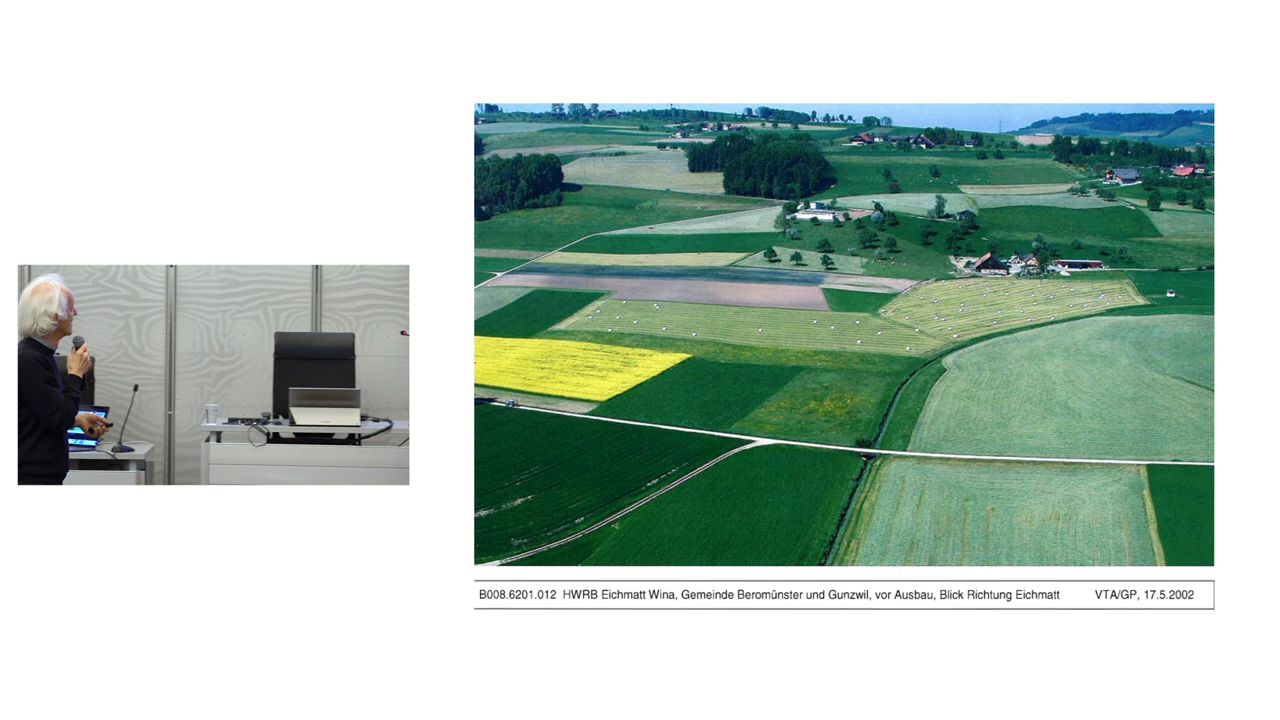 B008.6201.012 HWRB Eichmatt Wina, Gemeinde Beromünster und Gunzwil, vor Ausbau, Blick Richtung Eichmatt VTA/GP, 17.5.2002